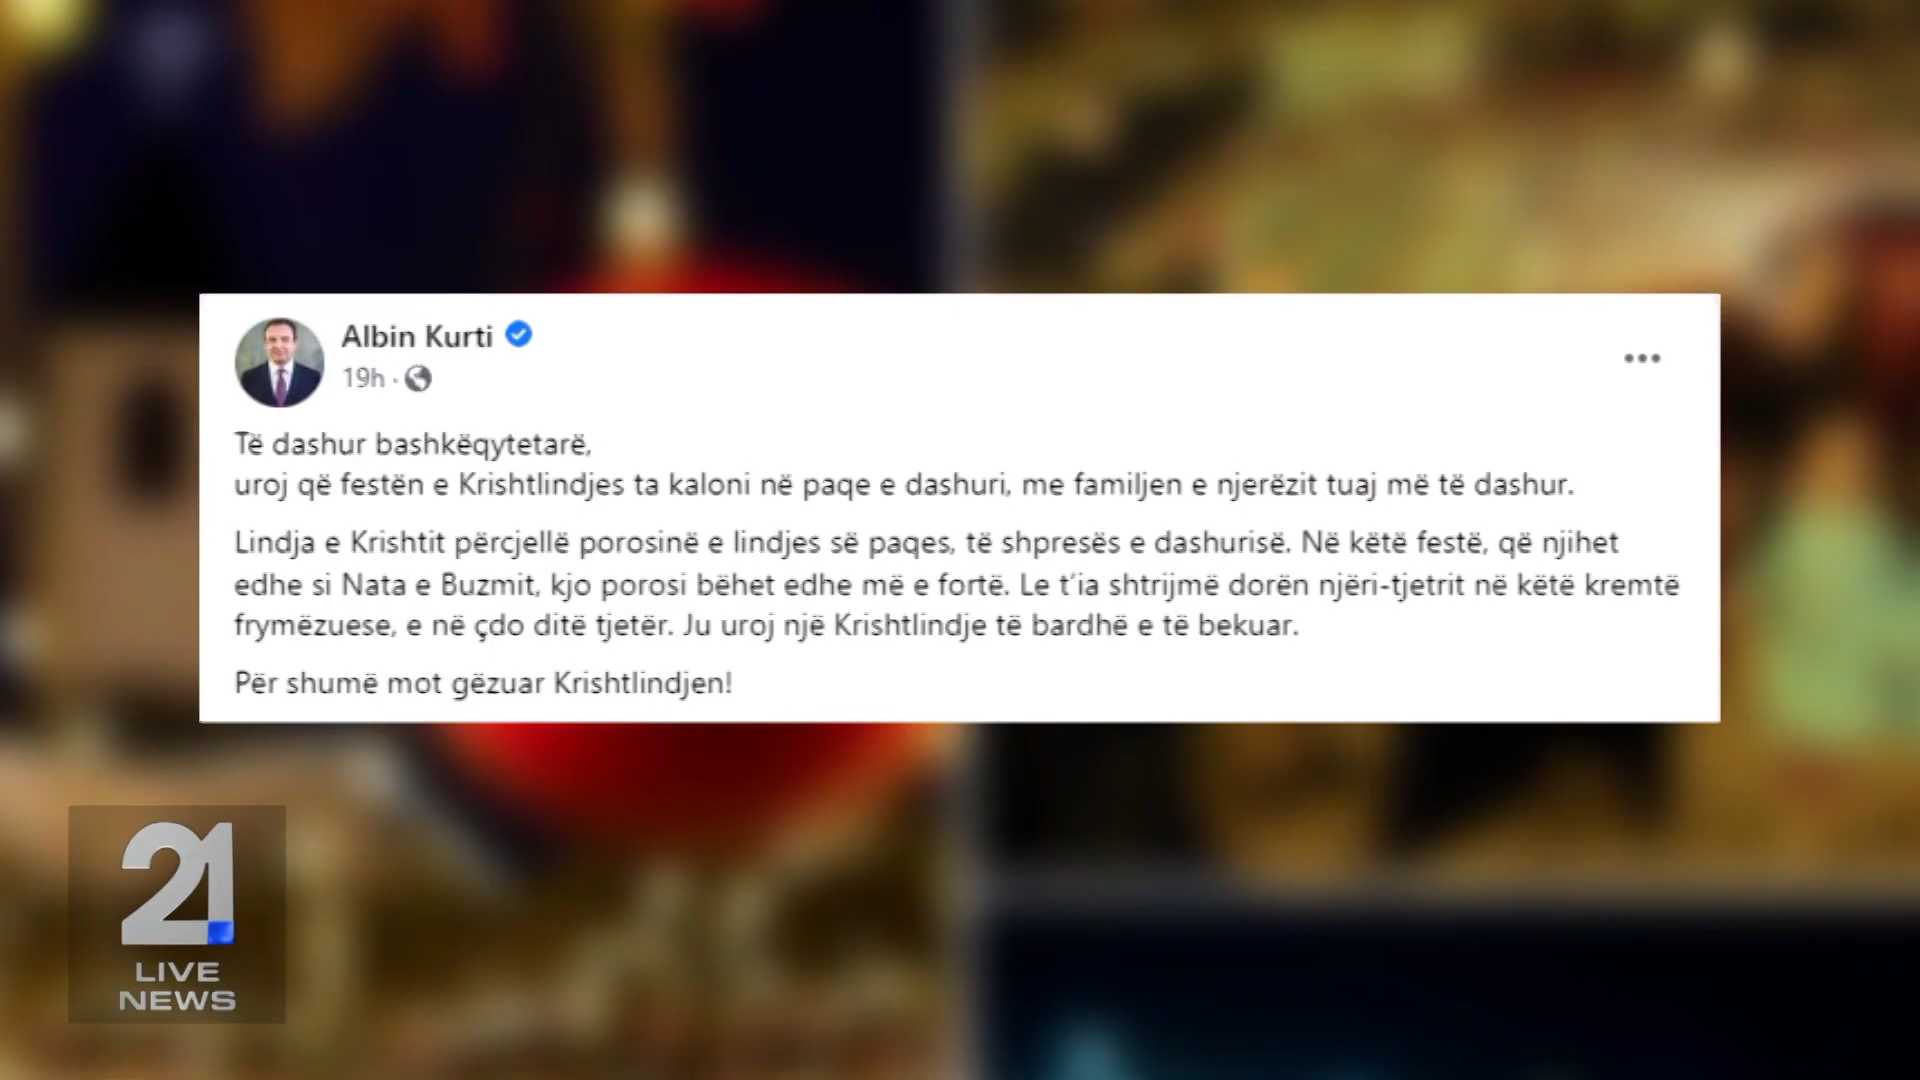 Albin Kurti
19h ·
Të dashur bashkëqytetarë,
uroj që festën e Krishtlindjes ta kaloni në paqe e dashuri, me familjen e njerëzit tuaj më të dashur.
Lindja e Krishtit përcjellë porosinë e lindjes së paqes, të shpresës e dashurisë. Në këtë festë, që njihet
edhe si Nata e Buzmit, kjo porosi bëhet edhe më e fortë. Le t'ia shtrijmë dorën njëri-tjetrit në këtë kremtë
frymëzuese, e në çdo ditë tjetër. Ju uroj një Krishtlindje të bardhë e të bekuar.
Për shumë mot gëzuar Krishtlindjen!
21
LIVE
NEWS